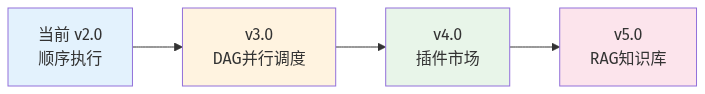 当前 v2.0
顺序执行
v3.0
DAG并行调度
v4.0
插件市场
v5.0
RAG知识库